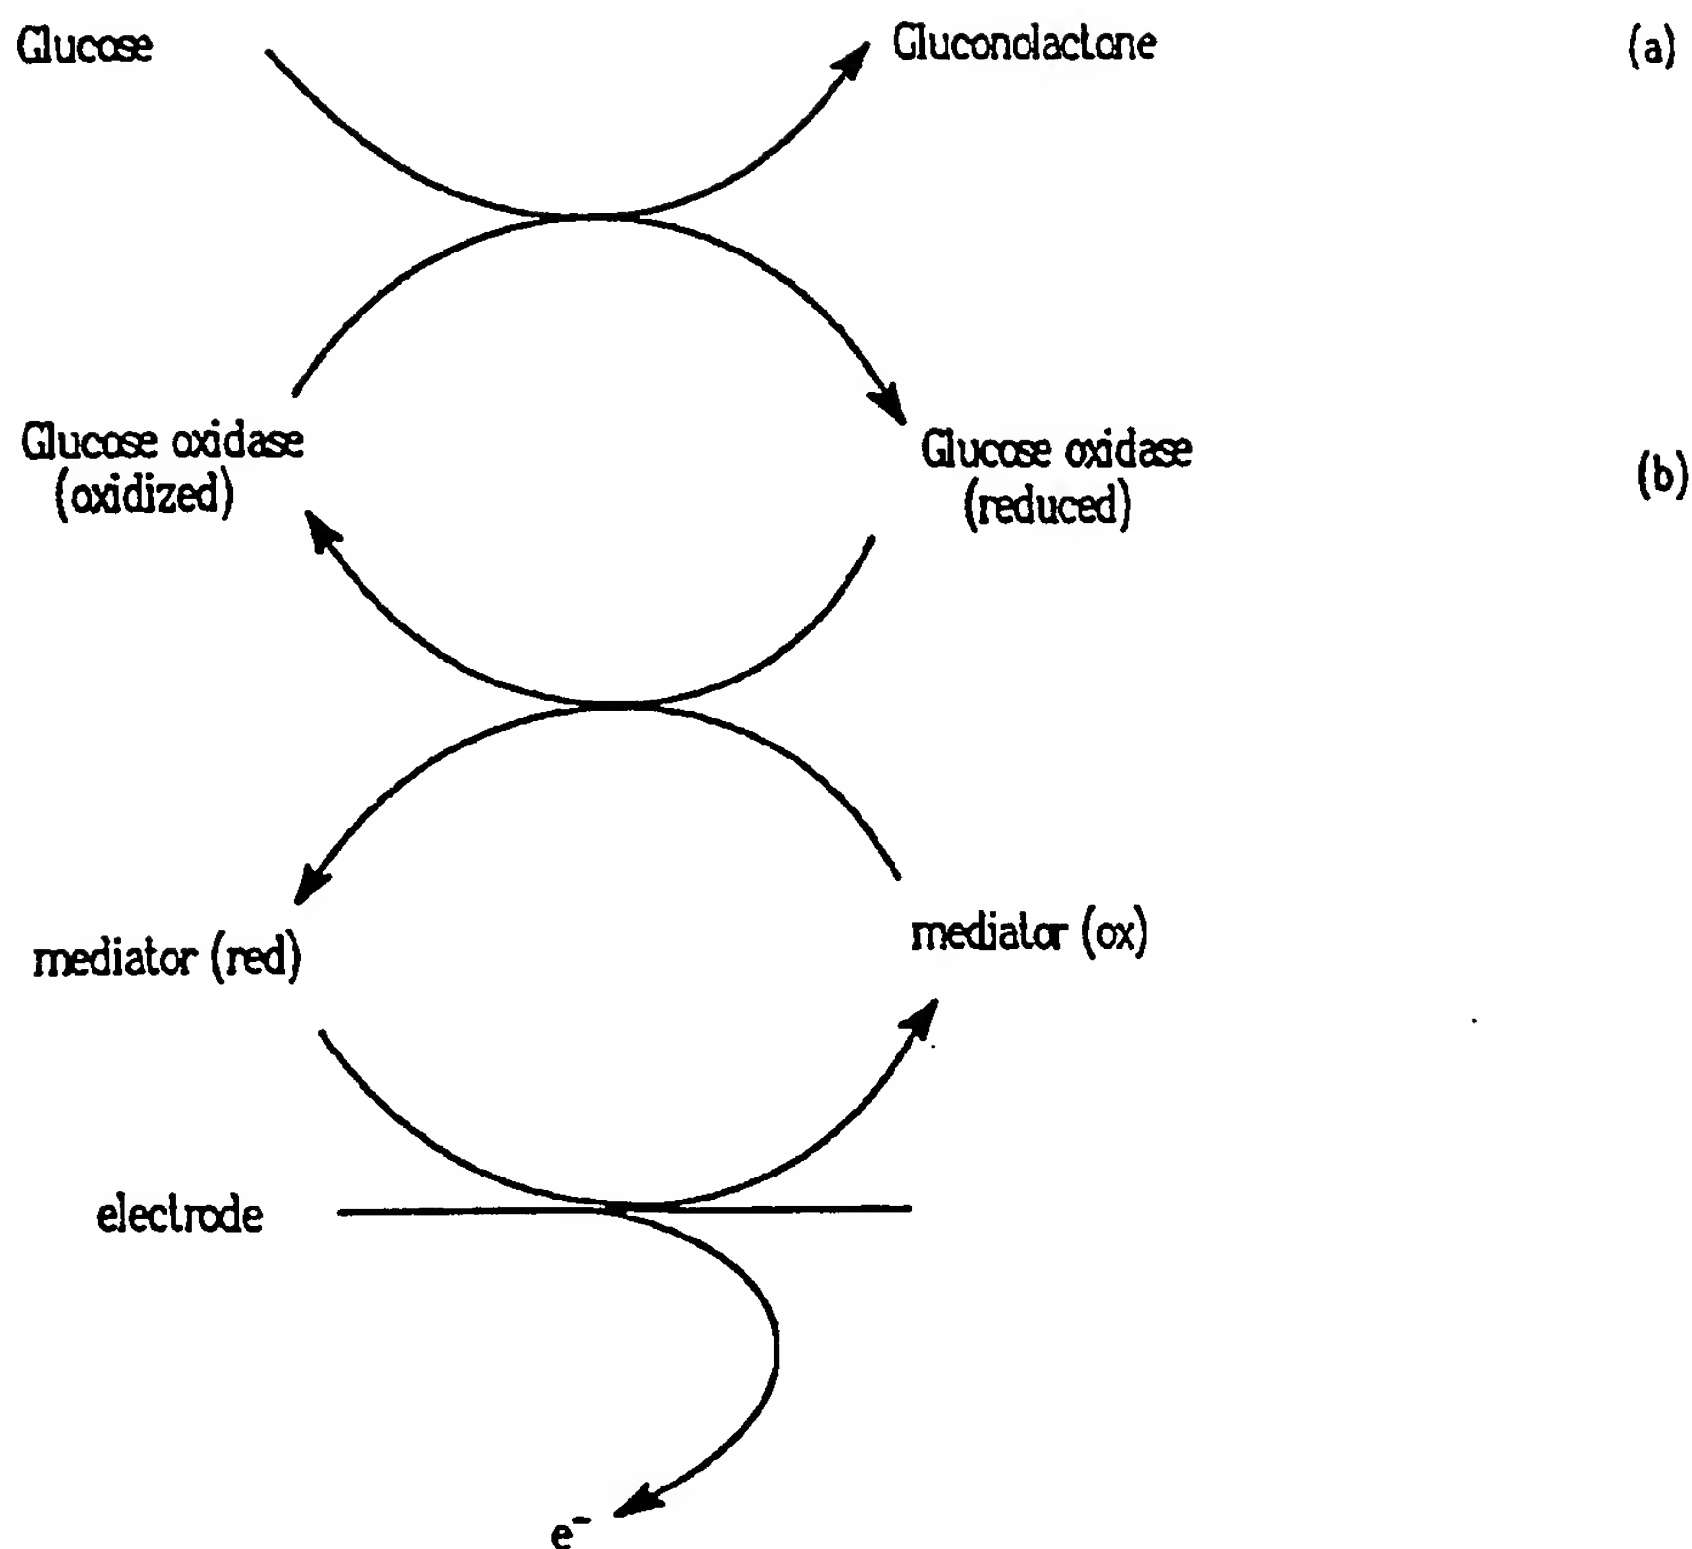 Glucose
Gluconolactone
(a)
Glucose oxidase
(oxidized)
Glucose oxidase
(reduced)
(b)
mediator (red)
mediator (ox)
electrode
e⁻